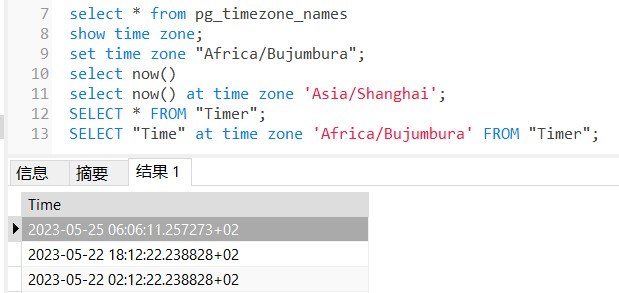 7 select * from pg_timezone_names
8 show time zone;
9 set time zone "Africa/Bujumbura";
10 select now()
11 select now() at time zone 'Asia/Shanghai';
12 SELECT * FROM "Timer";
13 SELECT "Time" at time zone 'Africa/Bujumbura' FROM "Timer";
信息 摘要 结果 1
Time
2023-05-25 06:06:11.257273+02
2023-05-22 18:12:22.238828+02
2023-05-22 02:12:22.238828+02